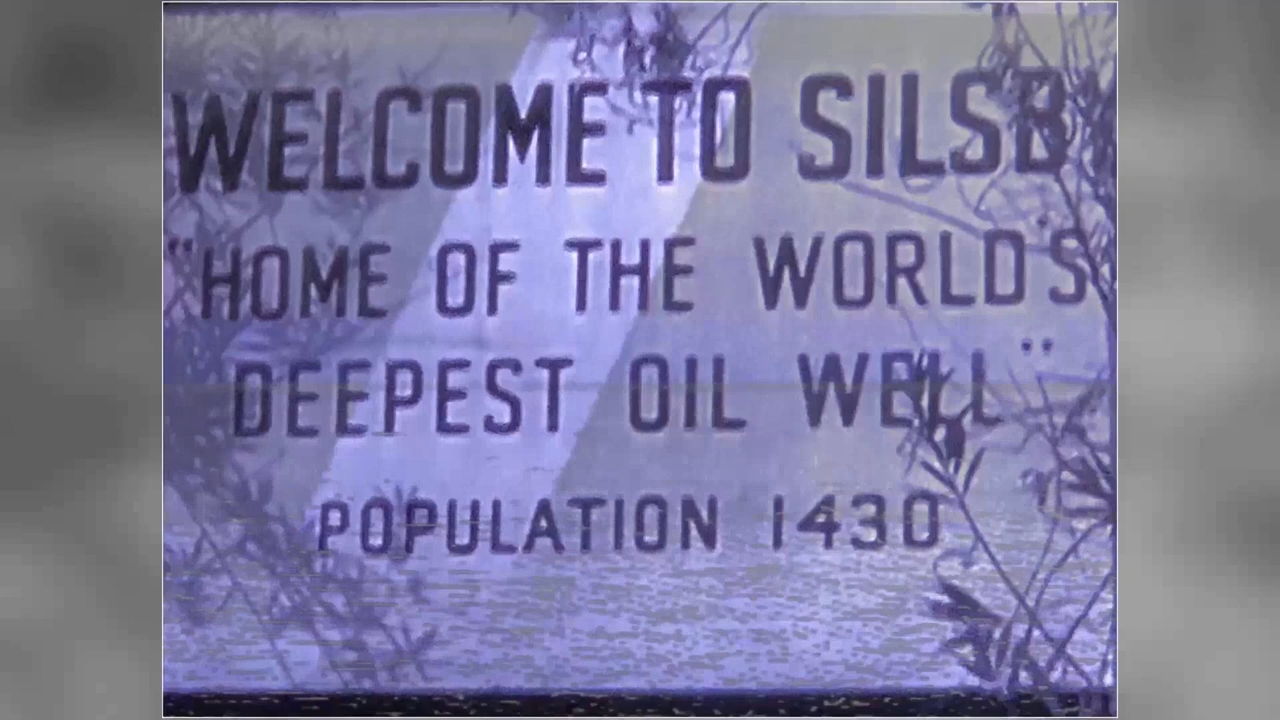 WELCOME TO SILSB
"HOME OF THE WORLD'S
DEEPEST OIL WELL"
POPULATION 1430